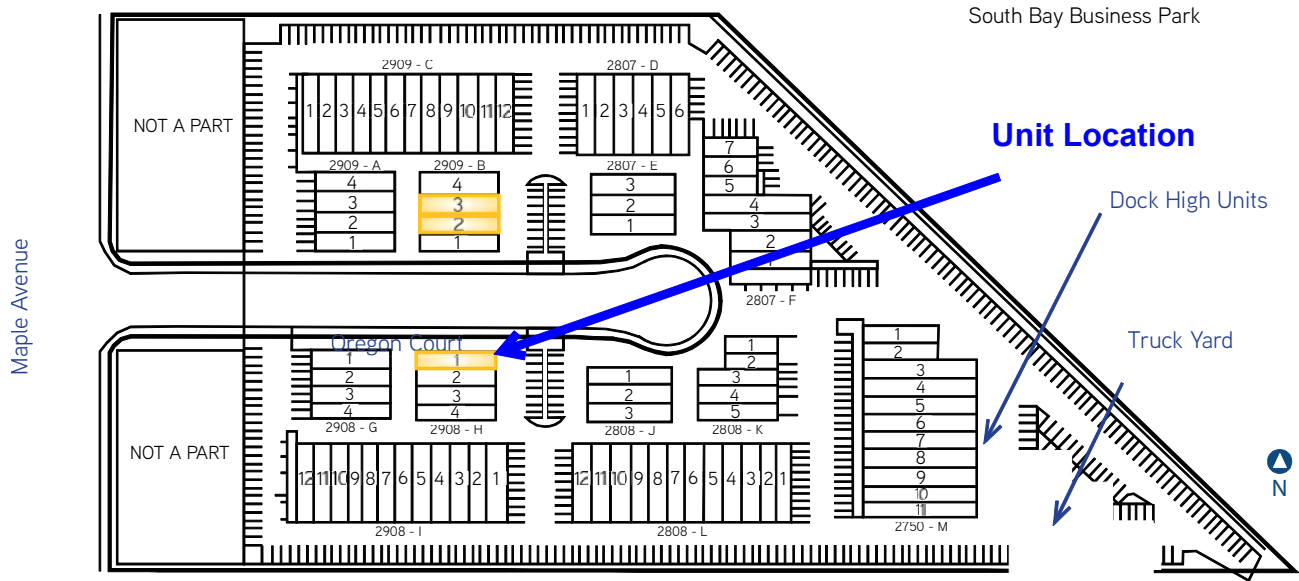 South Bay Business Park
2909 - C
2807 - D
1 2 3 4 5 6 7 8 9 10 11 12
1 2 3 4 5 6
NOT A PART
Unit Location
7
6
5
4
3
2
1
2807 - F
2909 - A
4
3
2
1
2909 - B
4
3
2
1
2807 - E
3
2
1
Dock High Units
Maple Avenue
Oregon Court
Truck Yard
1
2
3
4
2908 - G
1
2
3
4
2908 - H
1
2
3
2808 - J
1
2
3
4
5
2808 - K
1
2
3
4
5
6
7
8
9
10
11
2750 - M
NOT A PART
12 11 10 9 8 7 6 5 4 3 2 1
2908 - I
12 11 10 9 8 7 6 5 4 3 2 1
2808 - L
N